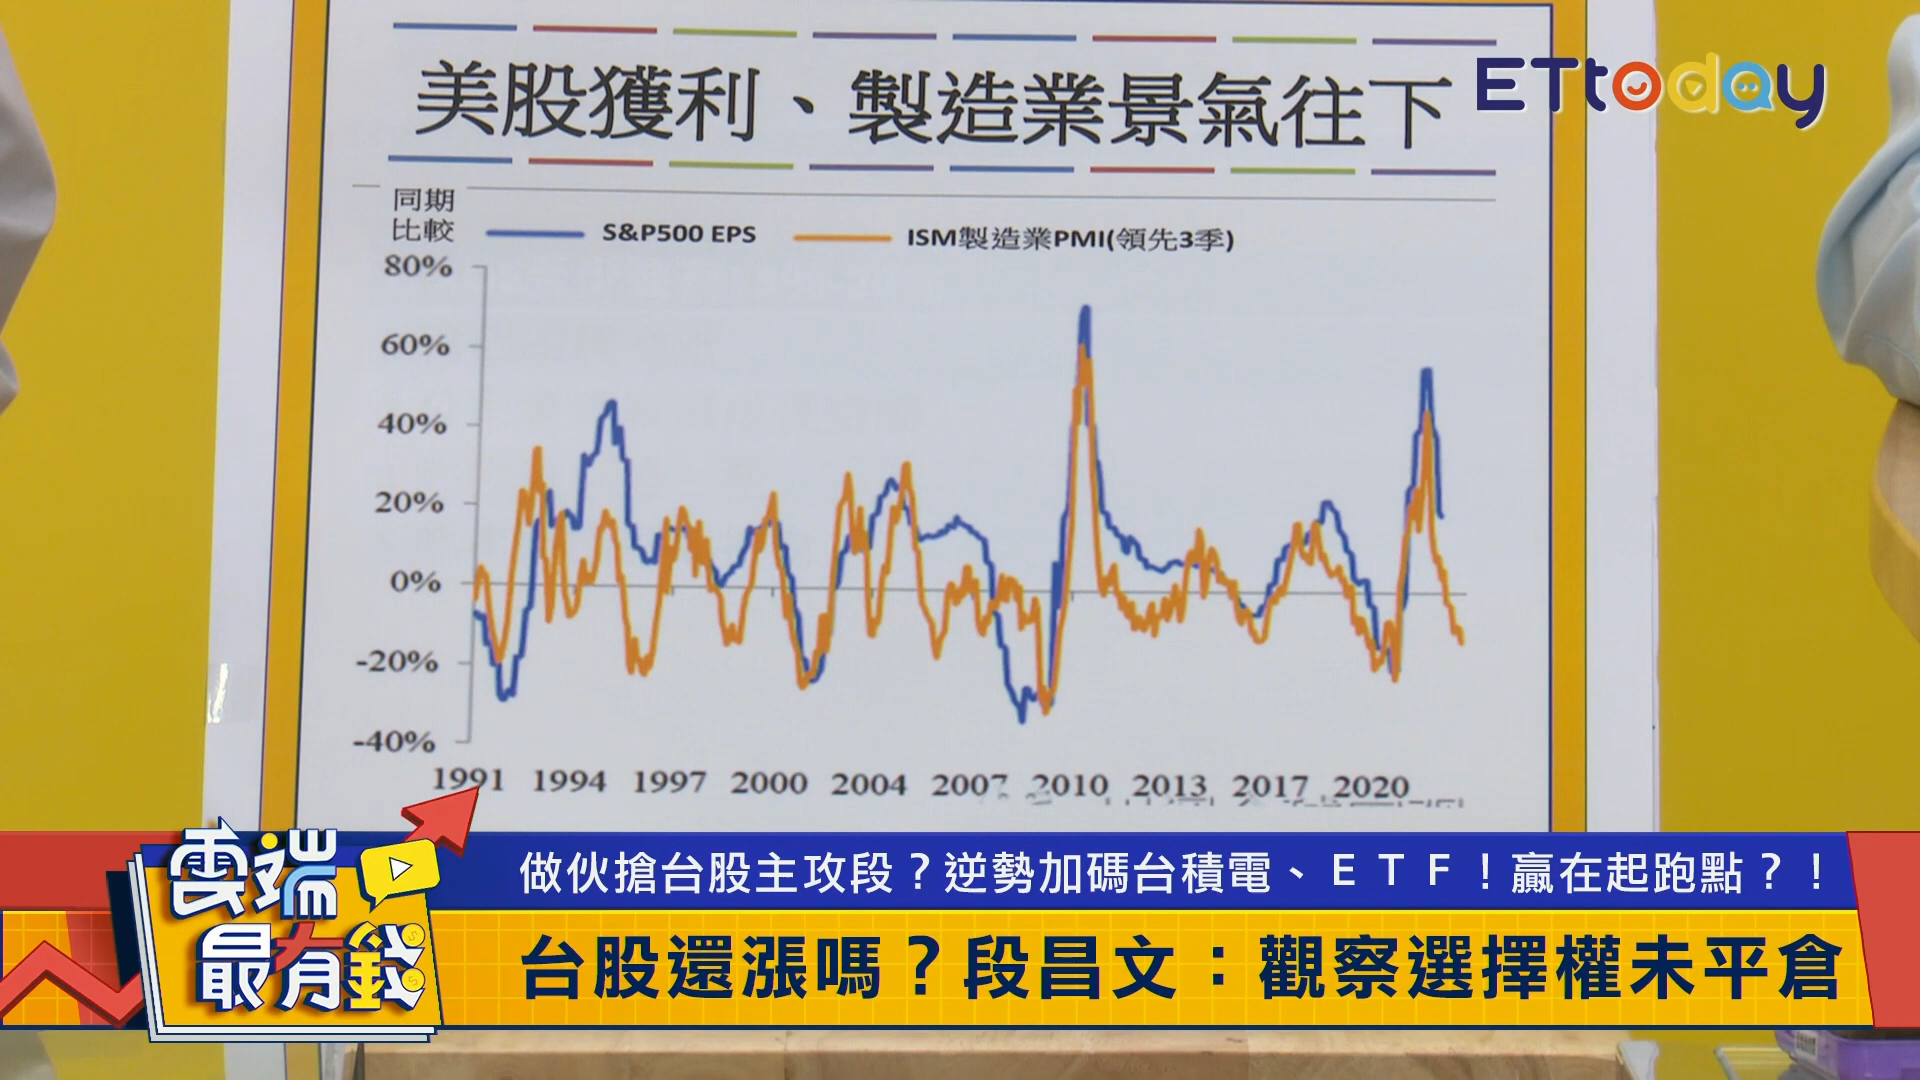 美股獲利、製造業景氣往下
ETtoday
同期
比較
S&P500 EPS
ISM製造業PMI(領先3季)
80%
60%
40%
20%
0%
-20%
-40%
1991 1994 1997 2000 2004 2007 2010 2013 2017 2020
雲端
最有錢
做伙搶台股主攻段？逆勢加碼台積電、ＥＴＦ！贏在起跑點？！
台股還漲嗎？段昌文：觀察選擇權未平倉